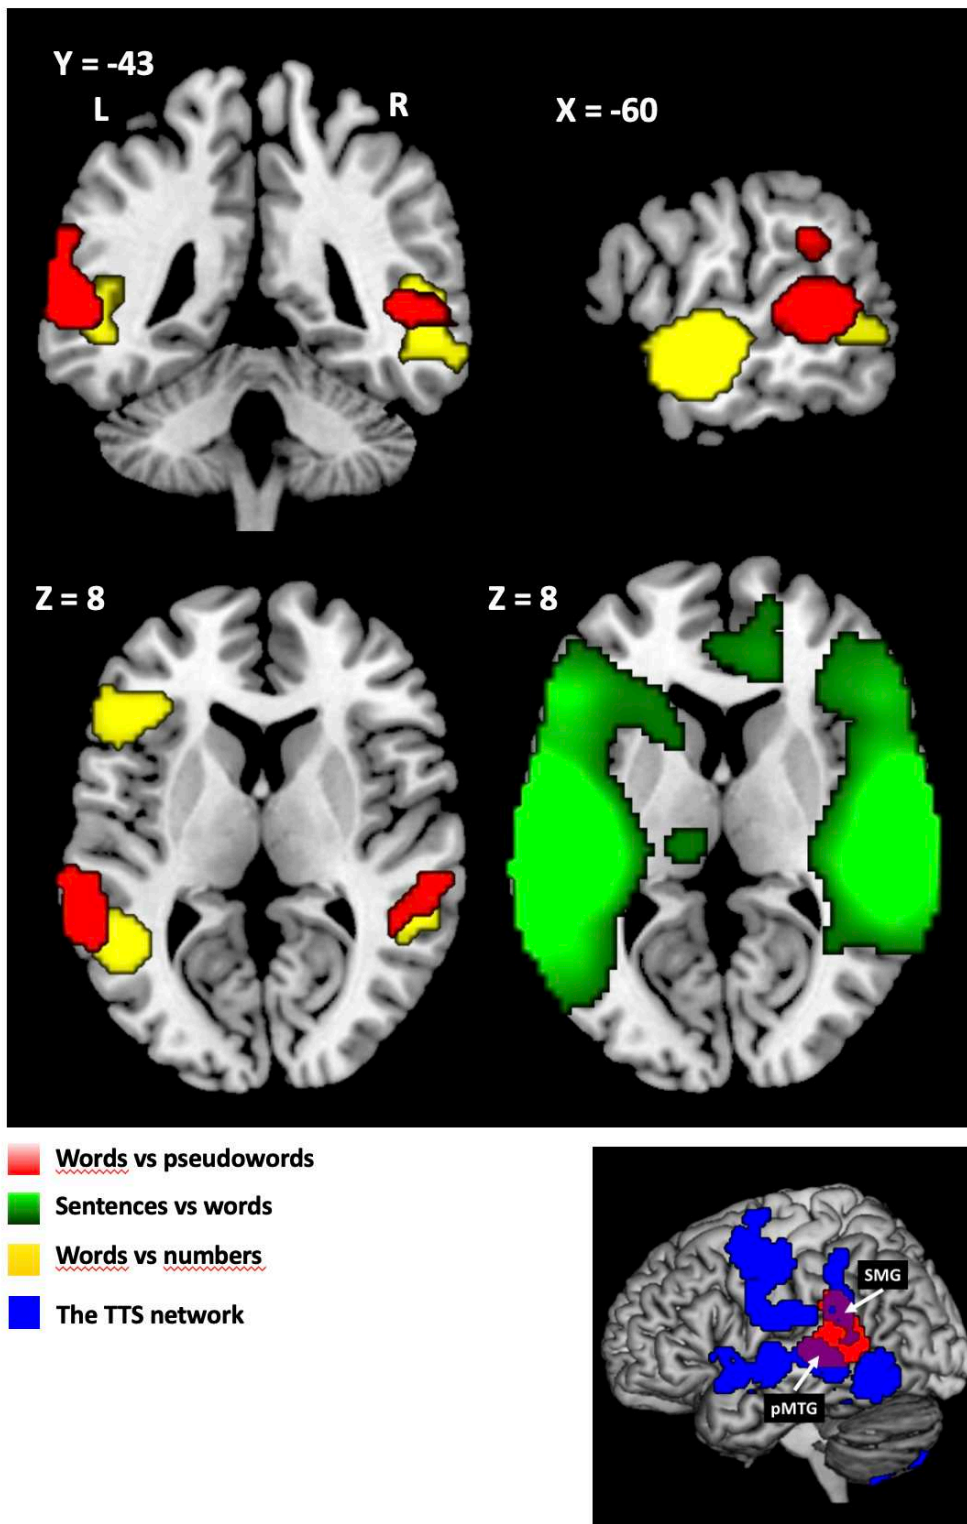 Y = -43
L
R
X = -60
Z = 8
Z = 8
Words vs pseudowords
Sentences vs words
Words vs numbers
The TTS network
SMG
pMTG